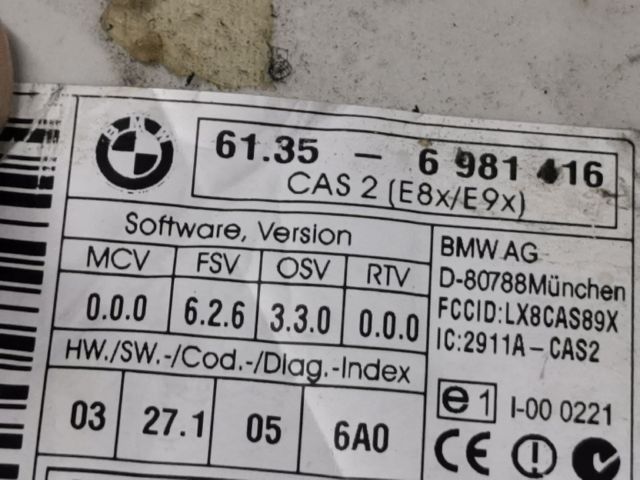 BMW
61.35 – 6 981 416
CAS 2 (E8x/E9x)
Software, Version
MCV FSV OSV RTV
0.0.0 6.2.6 3.3.0 0.0.0
HW./SW.-/Cod.-/Diag.-Index
03 27.1 05 6A0
BMW AG
D-80788München
FCCID:LX8CAS89X
IC:2911A-CAS2
e1 I-00 0221
CE